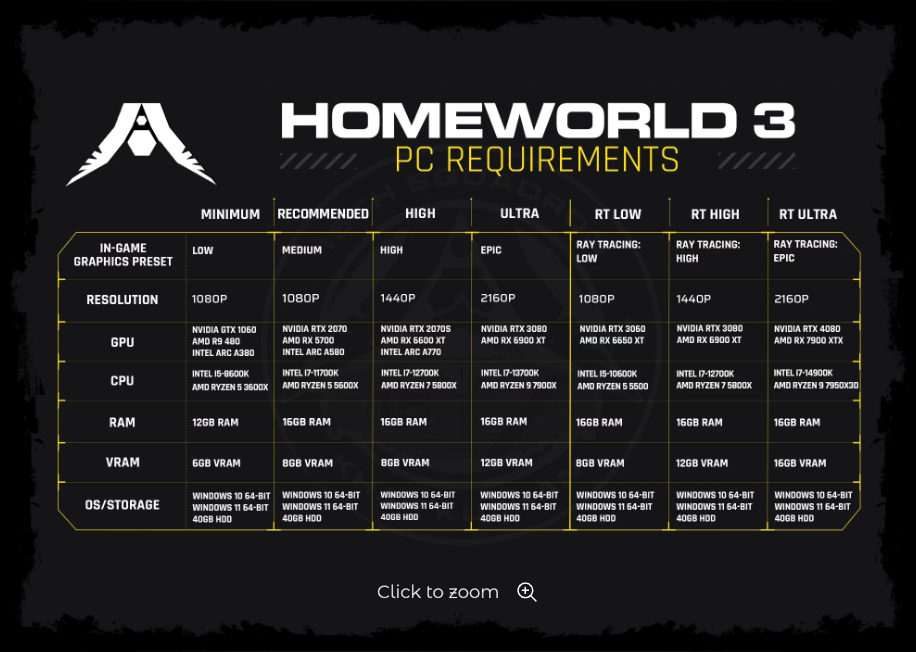 HOMEWORLD 3
PC REQUIREMENTS
MINIMUM RECOMMENDED HIGH ULTRA RT LOW RT HIGH RT ULTRA
IN-GAME GRAPHICS PRESET
LOW
MEDIUM
HIGH
EPIC
RAY TRACING: LOW
RAY TRACING: HIGH
RAY TRACING: EPIC
RESOLUTION 1080P 1080P 1440P 2160P 1080P 1440P 2160P
GPU
NVIDIA GTX 1060
AMD R9 480
INTEL ARC A380
NVIDIA RTX 2070
AMD RX 5700
INTEL ARC A580
NVIDIA RTX 2070S
AMD RX 6600 XT
INTEL ARC A770
NVIDIA RTX 3080
AMD RX 6900 XT
NVIDIA RTX 3060
AMD RX 6650 XT
NVIDIA RTX 3080
AMD RX 6900 XT
NVIDIA RTX 4080
AMD RX 7900 XTX
CPU
INTEL I5-8600K
AMD RYZEN 5 3600X
INTEL I7-11700K
AMD RYZEN 5 5600X
INTEL I7-12700K
AMD RYZEN 7 5800X
INTEL I7-13700K
AMD RYZEN 9 7900X
INTEL I5-10600K
AMD RYZEN 5 5500
INTEL I7-12700K
AMD RYZEN 7 5800X
INTEL I7-14900K
AMD RYZEN 9 7950X3D
RAM 12GB RAM 16GB RAM 16GB RAM 16GB RAM 16GB RAM 16GB RAM 16GB RAM
VRAM 6GB VRAM 8GB VRAM 8GB VRAM 12GB VRAM 8GB VRAM 12GB VRAM 16GB VRAM
OS/STORAGE
WINDOWS 10 64-BIT
WINDOWS 11 64-BIT
40GB HDD
WINDOWS 10 64-BIT
WINDOWS 11 64-BIT
40GB HDD
WINDOWS 10 64-BIT
WINDOWS 11 64-BIT
40GB HDD
WINDOWS 10 64-BIT
WINDOWS 11 64-BIT
40GB HDD
WINDOWS 10 64-BIT
WINDOWS 11 64-BIT
40GB HDD
WINDOWS 10 64-BIT
WINDOWS 11 64-BIT
40GB HDD
WINDOWS 10 64-BIT
WINDOWS 11 64-BIT
40GB HDD
Click to zoom